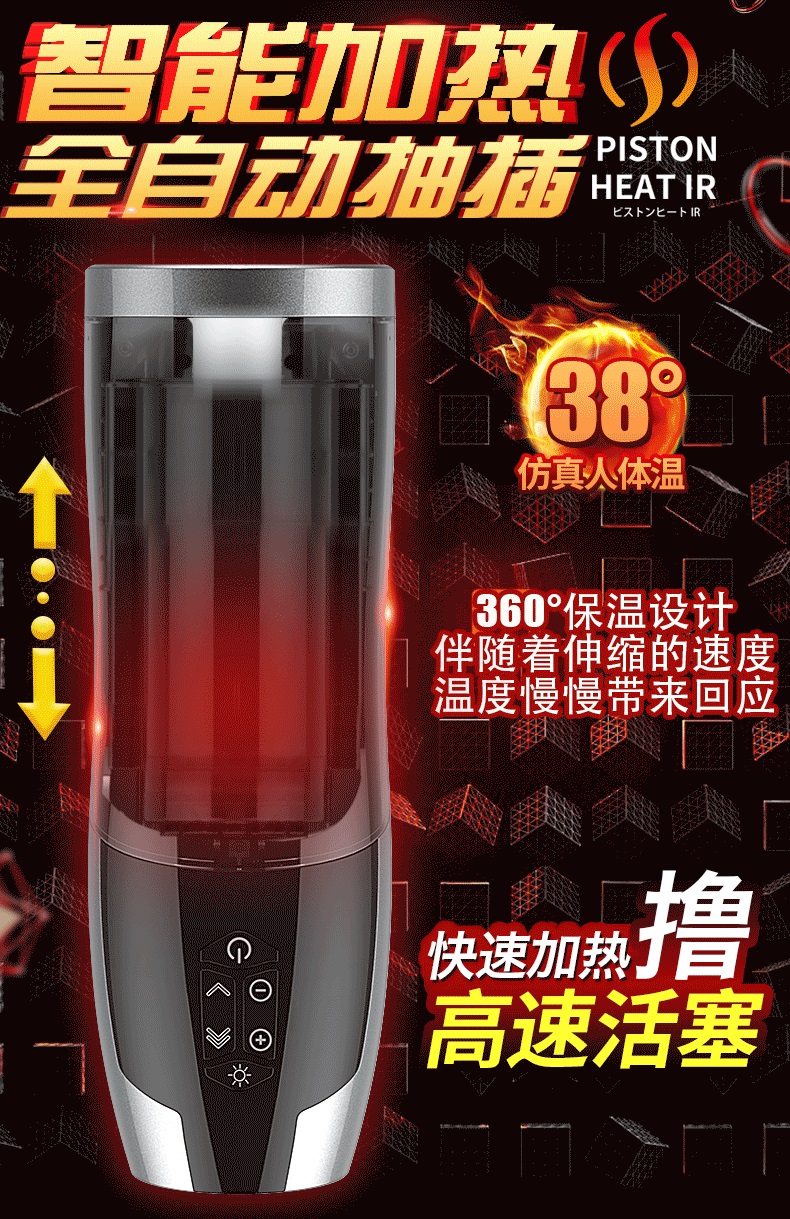 智能加热
全自动抽插
PISTON
HEAT IR
ピストンヒート IR
38°
仿真人体温
360°保温设计
伴随着伸缩的速度
温度慢慢带来回应
快速加热撸
高速活塞